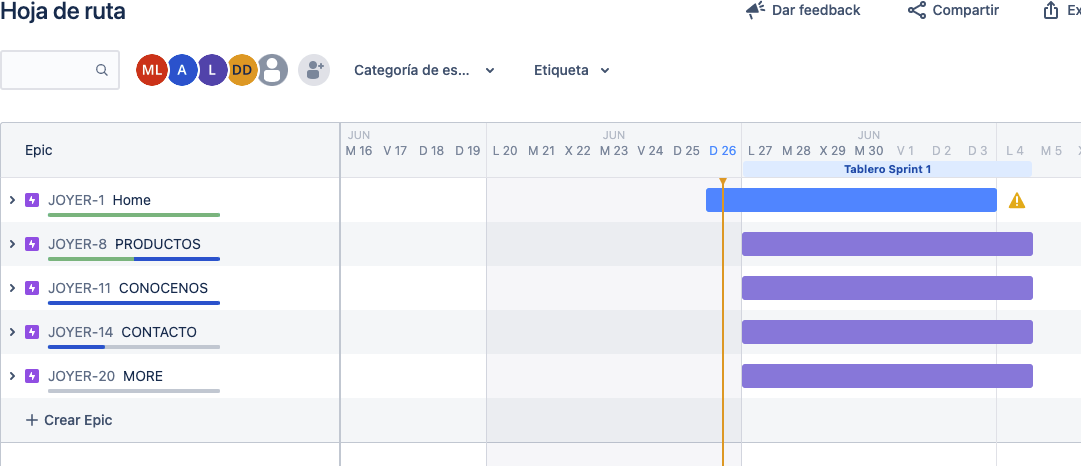 Hoja de ruta
Dar feedback
Compartir
Ex
ML A L DD
Categoría de es...
Etiqueta
JUN JUN JUN
Epic
M 16 V 17 D 18 D 19 L 20 M 21 X 22 M 23 V 24 D 25 D 26 L 27 M 28 X 29 M 30 V 1 D 2 D 3 L 4 M 5
Tablero Sprint 1
JOYER-1 Home
JOYER-8 PRODUCTOS
JOYER-11 CONOCENOS
JOYER-14 CONTACTO
JOYER-20 MORE
+ Crear Epic